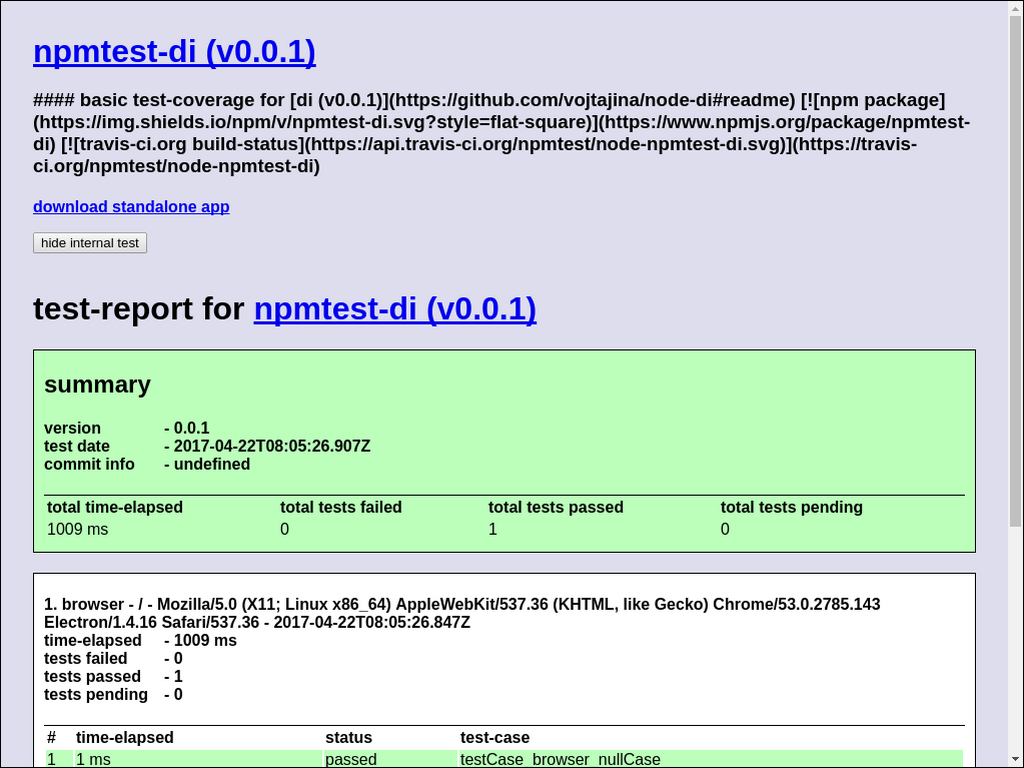 npmtest-di (v0.0.1)
#### basic test-coverage for [di (v0.0.1)](https://github.com/vojtajina/node-di#readme) [![npm package]
(https://img.shields.io/npm/v/npmtest-di.svg?style=flat-square)](https://www.npmjs.org/package/npmtest-
di) [![travis-ci.org build-status](https://api.travis-ci.org/npmtest/node-npmtest-di.svg)](https://travis-
ci.org/npmtest/node-npmtest-di)
download standalone app
hide internal test
test-report for npmtest-di (v0.0.1)
summary
version - 0.0.1
test date - 2017-04-22T08:05:26.907Z
commit info - undefined
total time-elapsed total tests failed total tests passed total tests pending
1009 ms 0 1 0
1. browser - / - Mozilla/5.0 (X11; Linux x86_64) AppleWebKit/537.36 (KHTML, like Gecko) Chrome/53.0.2785.143
Electron/1.4.16 Safari/537.36 - 2017-04-22T08:05:26.847Z
time-elapsed - 1009 ms
tests failed - 0
tests passed - 1
tests pending - 0
# time-elapsed status test-case
1 1 ms passed testCase_browser_nullCase